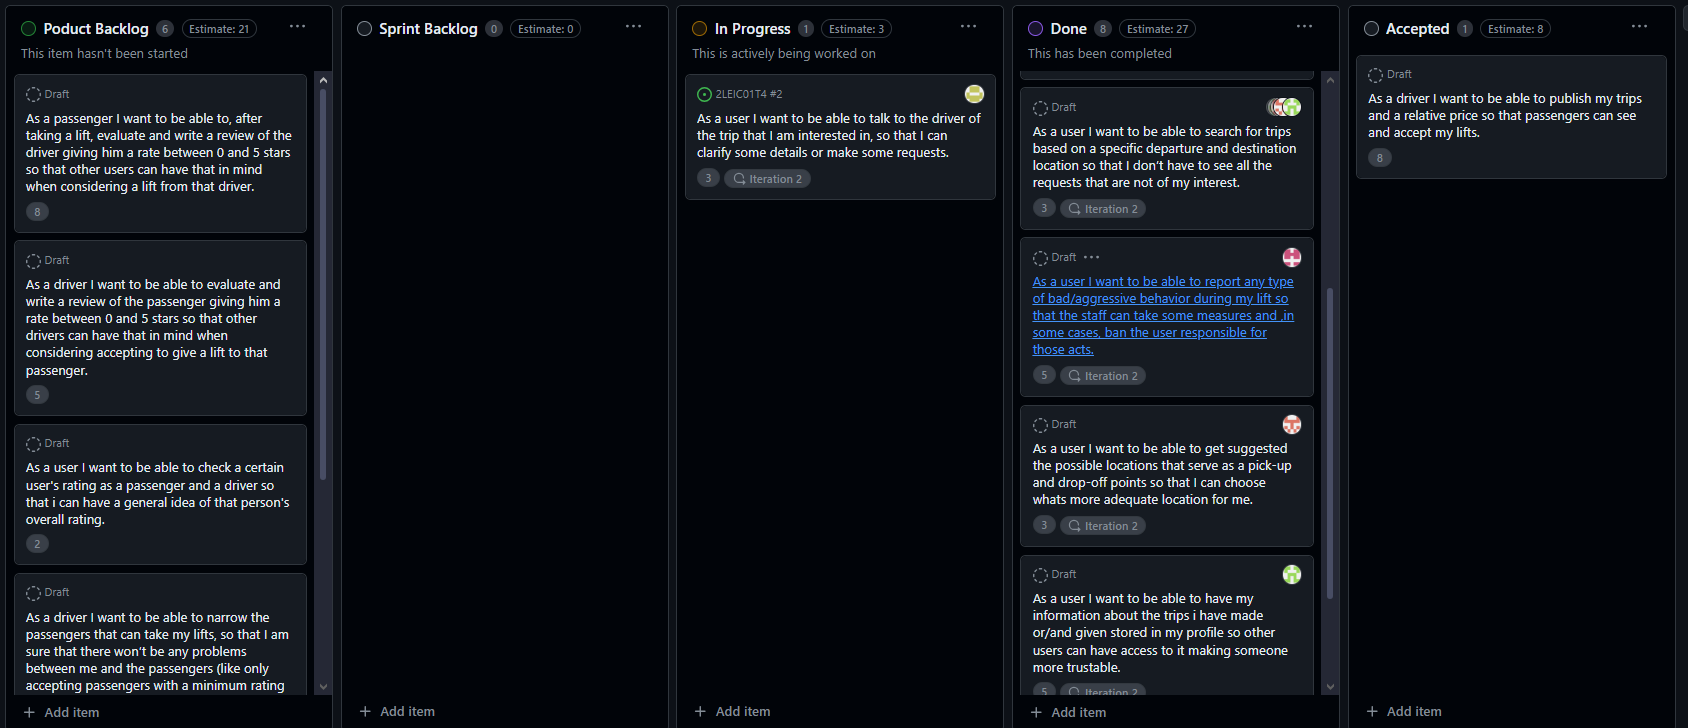 Poduct Backlog 6 Estimate: 21
This item hasn't been started
Draft
As a passenger I want to be able to, after
taking a lift, evaluate and write a review of the
driver giving him a rate between 0 and 5 stars
so that other users can have that in mind
when considering a lift from that driver.
8
Draft
As a driver I want to be able to evaluate and
write a review of the passenger giving him a
rate between 0 and 5 stars so that other
drivers can have that in mind when
considering accepting to give a lift to that
passenger.
5
Draft
As a user I want to be able to check a certain
user's rating as a passenger and a driver so
that i can have a general idea of that person's
overall rating.
2
Draft
As a driver I want to be able to narrow the
passengers that can take my lifts, so that I am
sure that there won't be any problems
between me and the passengers (like only
accepting passengers with a minimum rating
+ Add item
Sprint Backlog 0 Estimate: 0
+ Add item
In Progress 1 Estimate: 3
This is actively being worked on
2LEIC01T4 #2
As a user I want to be able to talk to the driver of
the trip that I am interested in, so that I can
clarify some details or make some requests.
3 Iteration 2
+ Add item
Done 8 Estimate: 27
This has been completed
Draft
As a user I want to be able to search for trips
based on a specific departure and destination
location so that I don't have to see all the
requests that are not of my interest.
3 Iteration 2
Draft
As a user I want to be able to report any type
of bad/aggressive behavior during my lift so
that the staff can take some measures and ,in
some cases, ban the user responsible for
those acts.
5 Iteration 2
Draft
As a user I want to be able to get suggested
the possible locations that serve as a pick-up
and drop-off points so that I can choose
whats more adequate location for me.
3 Iteration 2
Draft
As a user I want to be able to have my
information about the trips i have made
or/and given stored in my profile so other
users can have access to it making someone
more trustable.
5 Iteration 2
+ Add item
Accepted 1 Estimate: 8
Draft
As a driver I want to be able to publish my trips
and a relative price so that passengers can see
and accept my lifts.
8
+ Add item